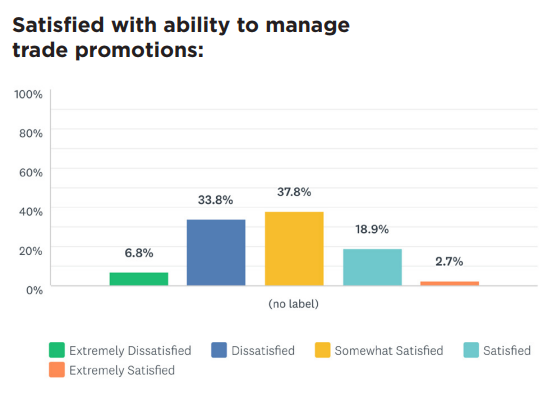 Satisfied with ability to manage
trade promotions:
100%
80%
60%
40%
20%
0%
6.8%
33.8%
37.8%
18.9%
2.7%
(no label)
Extremely Dissatisfied
Dissatisfied
Somewhat Satisfied
Satisfied
Extremely Satisfied